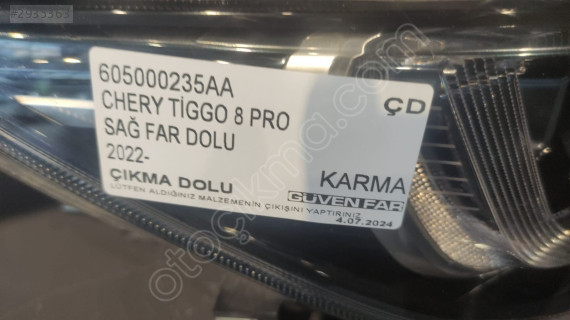 #2935363
605000235AA
CHERY TİGGO 8 PRO
ÇD
SAĞ FAR DOLU
2022-
ÇIKMA DOLU
KARMA
LÜTFEN ALDIĞINIZ MALZEMENİN ÇIKIŞINI YAPTIRINIZ
GÜVEN FAR
4.07.2024
otocikma.com